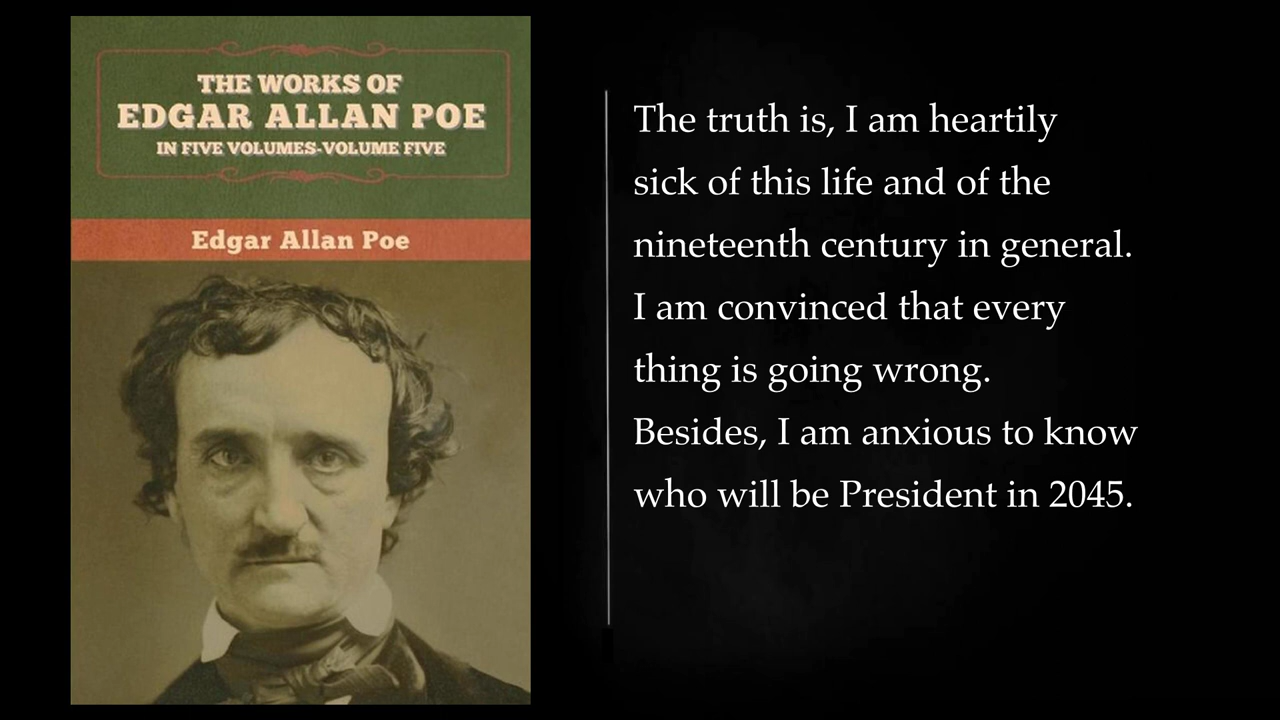 THE WORKS OF
EDGAR ALLAN POE
IN FIVE VOLUMES-VOLUME FIVE
Edgar Allan Poe
The truth is, I am heartily
sick of this life and of the
nineteenth century in general.
I am convinced that every
thing is going wrong.
Besides, I am anxious to know
who will be President in 2045.